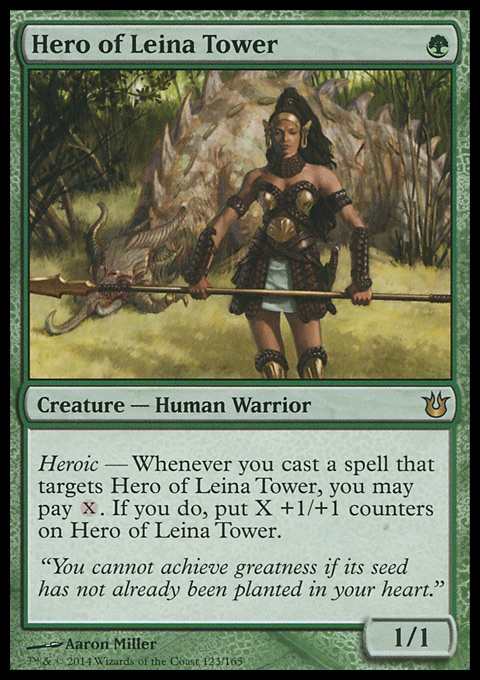 Hero of Leina Tower
Creature — Human Warrior
Heroic — Whenever you cast a spell that
targets Hero of Leina Tower, you may
pay X. If you do, put X +1/+1 counters
on Hero of Leina Tower.
“You cannot achieve greatness if its seed
has not already been planted in your heart.”
Aaron Miller
1/1
™ & © 2014 Wizards of the Coast 123/165